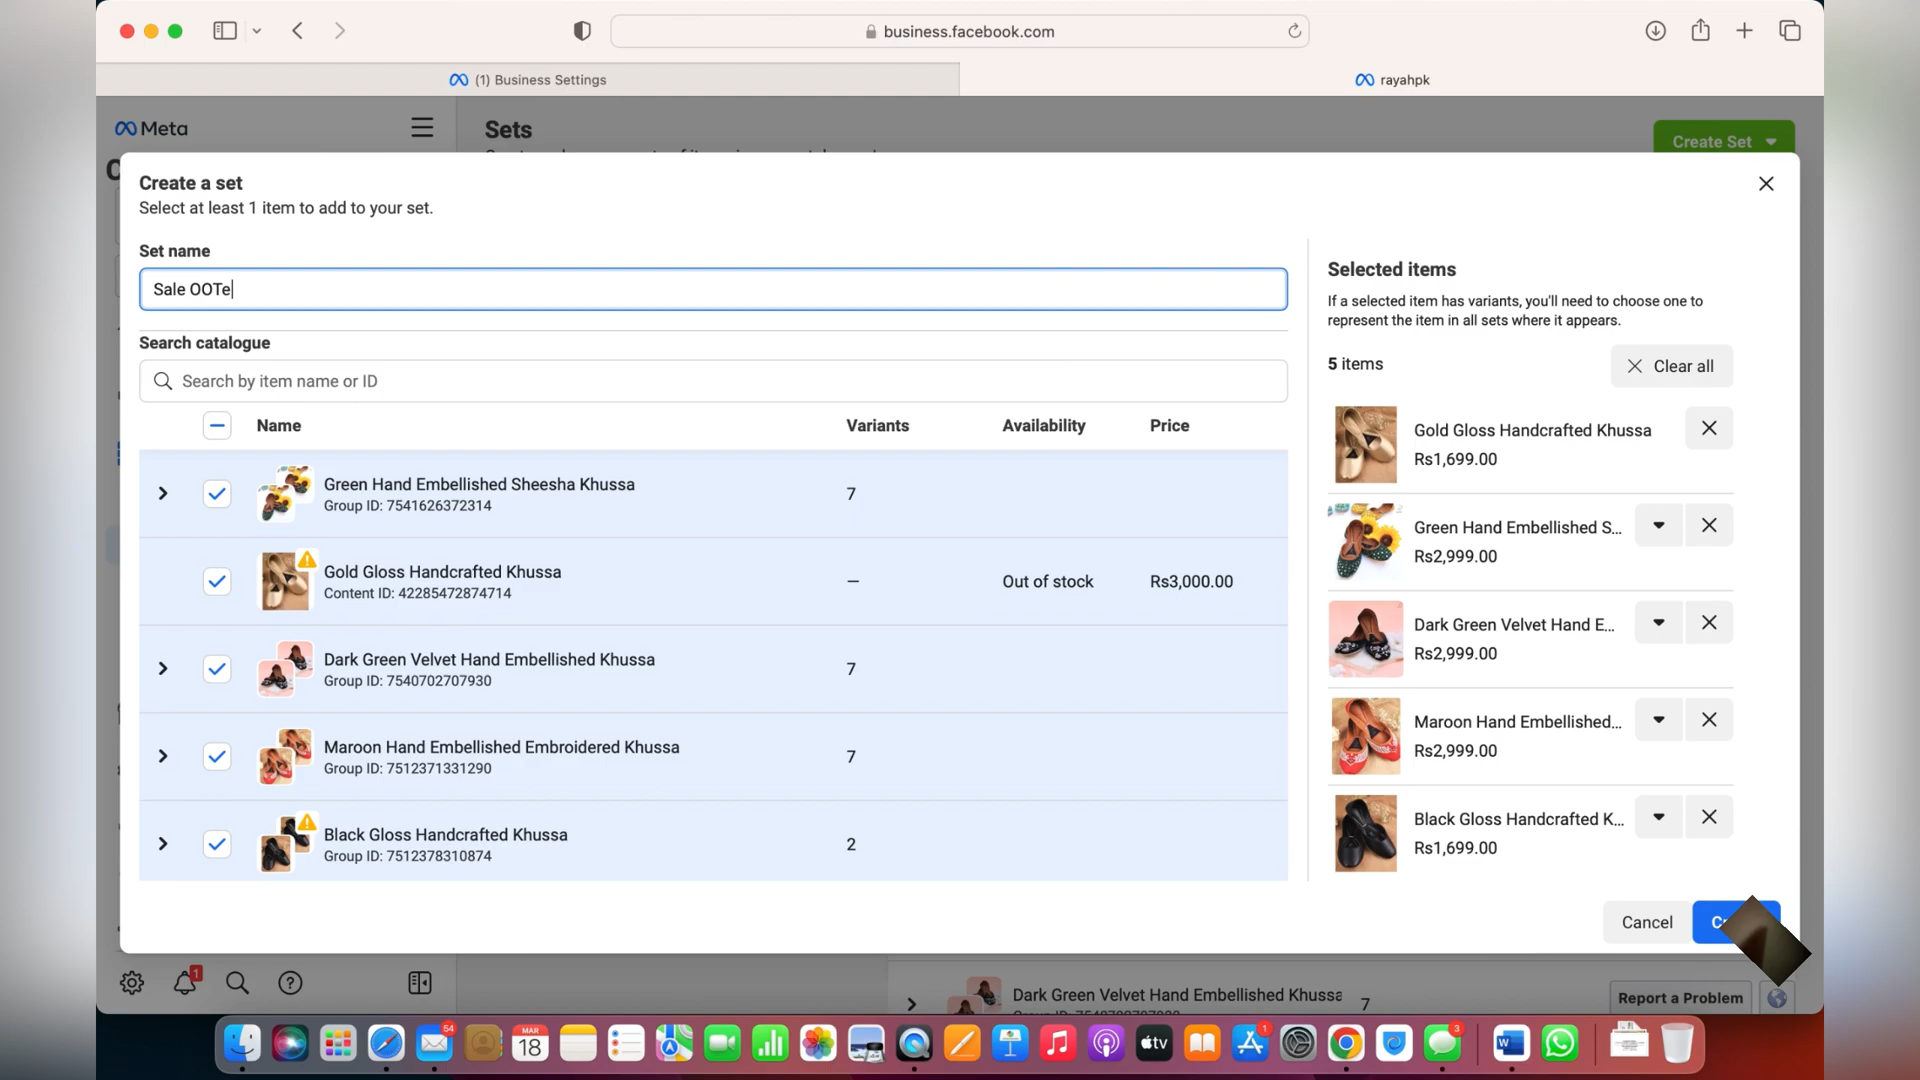 business.facebook.com
(1) Business Settings
rayahpk
Meta
Sets
Create Set
Create a set
Select at least 1 item to add to your set.
Set name
Sale OOTe
Search catalogue
Search by item name or ID
Name
Variants
Availability
Price
Green Hand Embellished Sheesha Khussa
Group ID: 7541626372314
7
Gold Gloss Handcrafted Khussa
Content ID: 42285472874714
–
Out of stock
Rs3,000.00
Dark Green Velvet Hand Embellished Khussa
Group ID: 7540702707930
7
Maroon Hand Embellished Embroidered Khussa
Group ID: 7512371331290
7
Black Gloss Handcrafted Khussa
Group ID: 7512378310874
2
Selected items
If a selected item has variants, you'll need to choose one to
represent the item in all sets where it appears.
5 items
Clear all
Gold Gloss Handcrafted Khussa
Rs1,699.00
Green Hand Embellished S...
Rs2,999.00
Dark Green Velvet Hand E...
Rs2,999.00
Maroon Hand Embellished...
Rs2,999.00
Black Gloss Handcrafted K...
Rs1,699.00
Cancel
1
Dark Green Velvet Hand Embellished Khussa
7
Report a Problem
54
MAR
18
tv
1
3
W